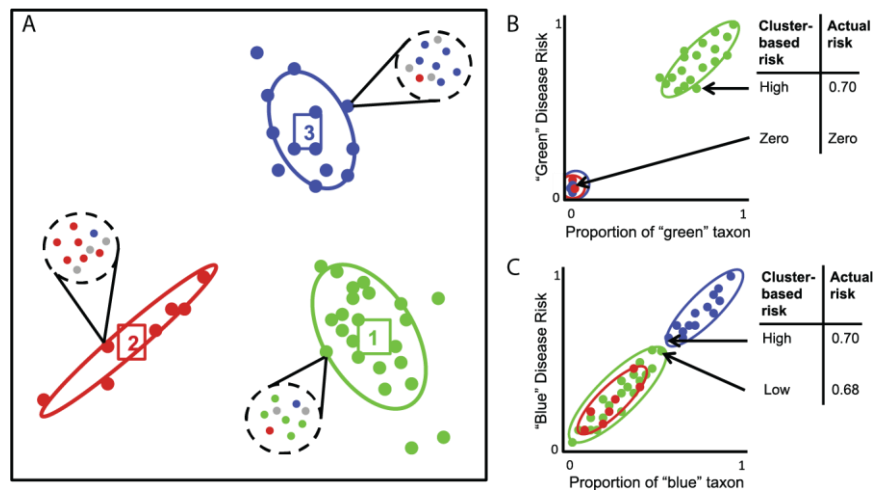 A
3
2
1
B
"Green" Disease Risk
1
0
0
1
Proportion of "green" taxon
Cluster-
based
risk
Actual
risk
High
0.70
Zero
Zero
C
"Blue" Disease Risk
1
0
0
1
Proportion of "blue" taxon
Cluster-
based
risk
Actual
risk
High
0.70
Low
0.68